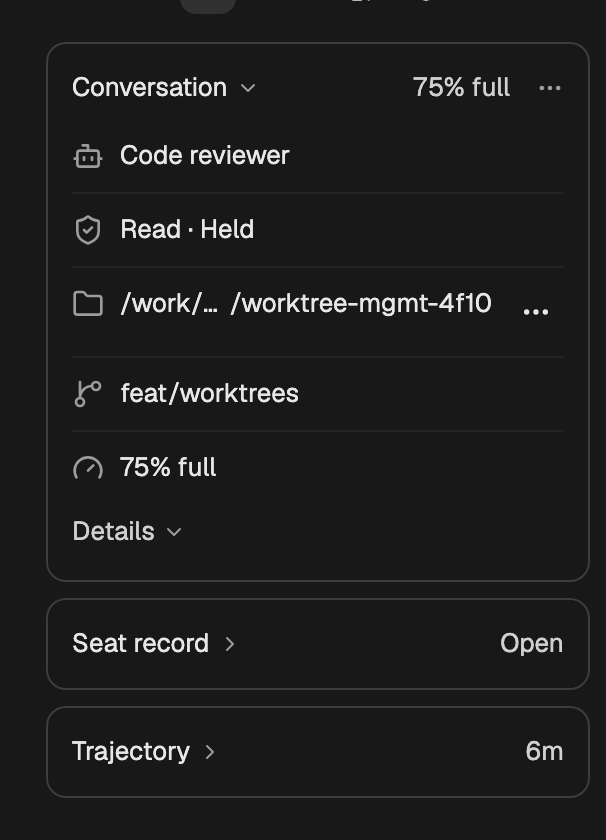 Conversation 75% full ...
Code reviewer
Read · Held
/work/... /worktree-mgmt-4f10 ...
feat/worktrees
75% full
Details
Seat record Open
Trajectory 6m